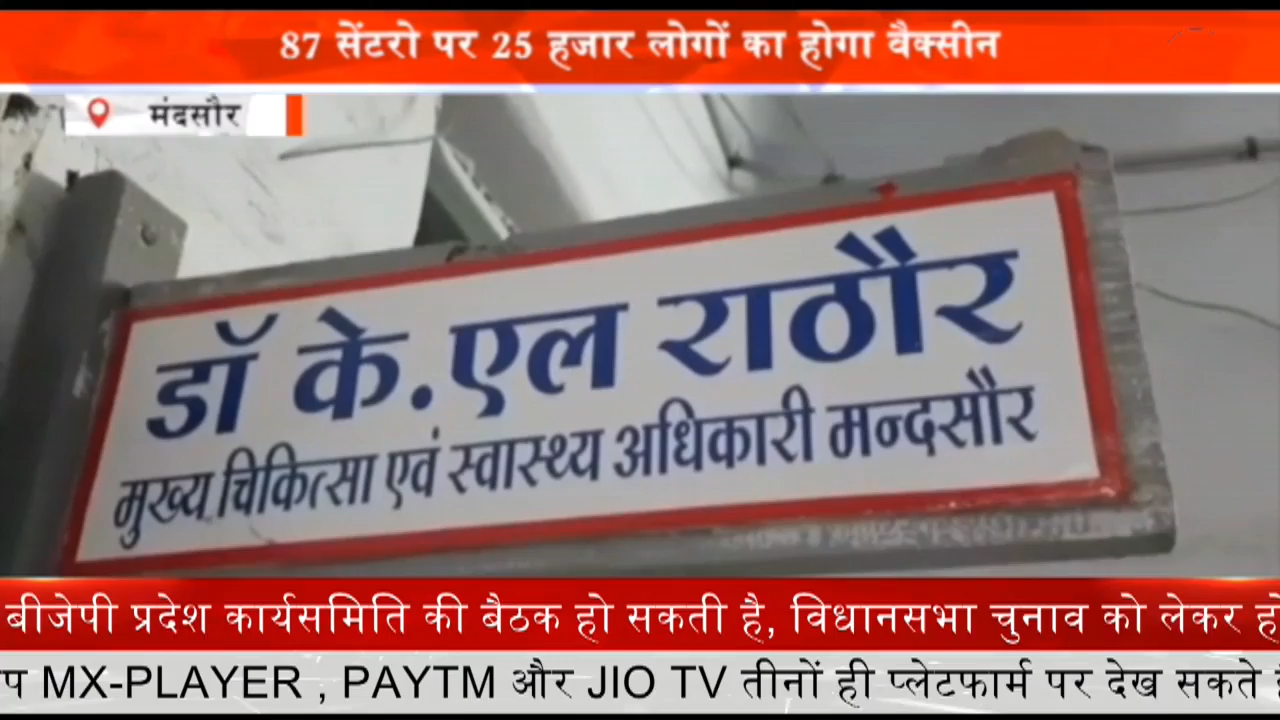 87 सेंटरो पर 25 हजार लोगों का होगा वैक्सीन
मंदसौर
डॉ के. एल राठौर
मुख्य चिकित्सा एवं स्वास्थ्य अधिकारी मन्दसौर
बीजेपी प्रदेश कार्यसमिति की बैठक हो सकती है, विधानसभा चुनाव को लेकर
MX-PLAYER , PAYTM और JIO TV तीनों ही प्लेटफार्म पर देख सकते